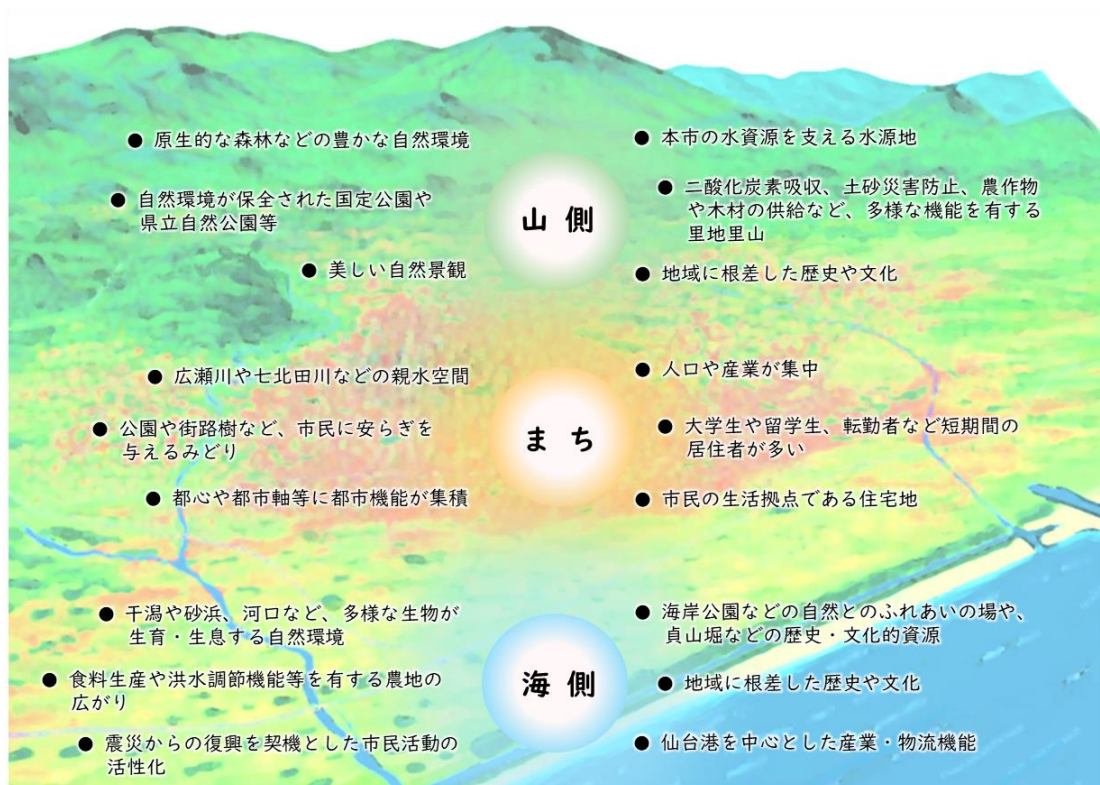 ● 原生的な森林などの豊かな自然環境
● 自然環境が保全された国定公園や
県立自然公園等
● 美しい自然景観
山側
● 本市の水資源を支える水源地
● 二酸化炭素吸収、土砂災害防止、農作物
や木材の供給など、多様な機能を有する
里地里山
● 地域に根差した歴史や文化
● 広瀬川や七北田川などの親水空間
● 公園や街路樹など、市民に安らぎを
与えるみどり
● 都心や都市軸等に都市機能が集積
まち
● 人口や産業が集中
● 大学生や留学生、転勤者など短期間の
居住者が多い
● 市民の生活拠点である住宅地
● 干潟や砂浜、河口など、多様な生物が
生育・生息する自然環境
● 食料生産や洪水調節機能等を有する農地の
広がり
● 震災からの復興を契機とした市民活動の
活性化
海側
● 海岸公園などの自然とのふれあいの場や、
貞山堀などの歴史・文化的資源
● 地域に根差した歴史や文化
● 仙台港を中心とした産業・物流機能